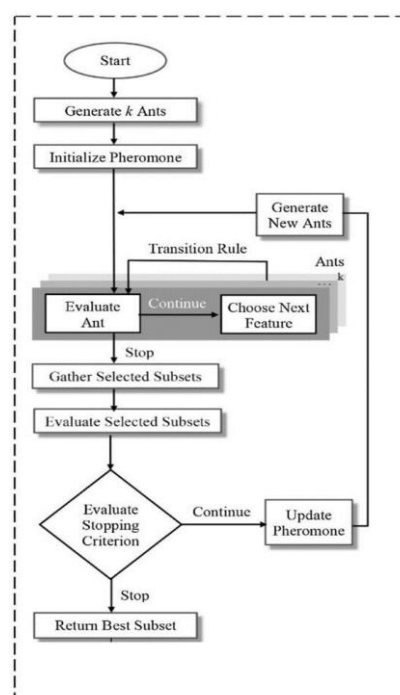 Start
Generate k Ants
Initialize Pheromone
Generate
New Ants
Transition Rule
Ants
...
k
Evaluate
Ant
Continue
Choose Next
Feature
Stop
Gather Selected Subsets
Evaluate Selected Subsets
Evaluate
Stopping
Criterion
Continue
Update
Pheromone
Stop
Return Best Subset